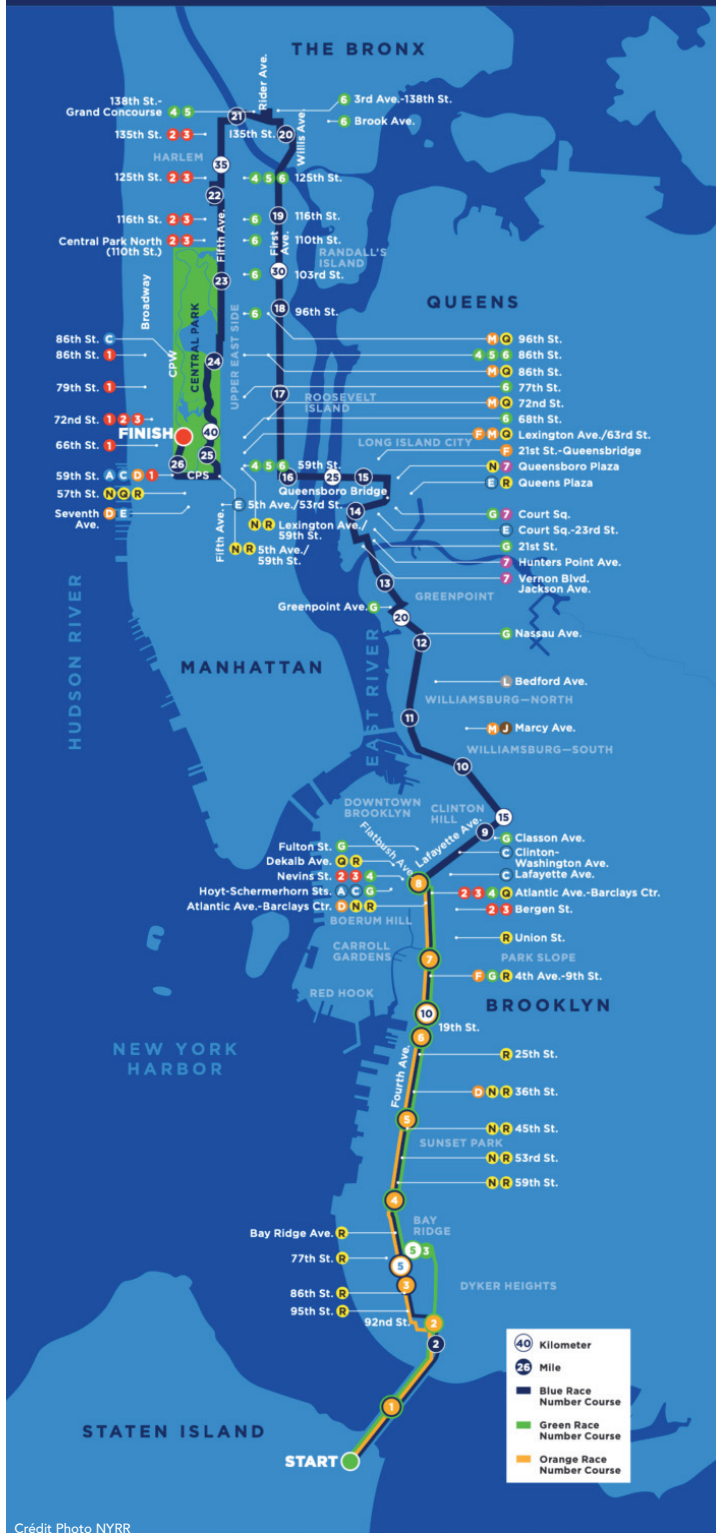 THE BRONX
Rider Ave.
138th St.-
Grand Concourse 4 5
6 3rd Ave.-138th St.
21
135th St. 2 3
135th St.
20
Willis Ave.
6 Brook Ave.
HARLEM
35
125th St. 2 3
4 5 6 125th St.
22
116th St. 2 3
Fifth Ave.
6
19
116th St.
First Ave.
Central Park North 2 3
(110th St.)
6 110th St.
RANDALL'S
ISLAND
6
30
103rd St.
23
Broadway
CENTRAL PARK
UPPER EAST SIDE
6
18
96th St.
QUEENS
86th St. C
86th St. 1
CPW
24
79th St. 1
17
ROOSEVELT
ISLAND
72nd St. 1 2 3
FINISH
40
66th St. 1
26
25
LONG ISLAND CITY
M Q 96th St.
4 5 6 86th St.
M Q 86th St.
6 77th St.
M Q 72nd St.
6 68th St.
F M Q Lexington Ave./63rd St.
F 21st St.-Queensbridge
N 7 Queensboro Plaza
E R Queens Plaza
59th St. A C D 1
CPS
4 5 6 59th St.
16
25
15
Queensboro Bridge
57th St. N Q R
Seventh
Ave. D E
Fifth Ave.
E 5th Ave./53rd St.
N R Lexington Ave./
59th St.
N R 5th Ave./
59th St.
14
G 7 Court Sq.
E Court Sq.-23rd St.
G 21st St.
7 Hunters Point Ave.
7 Vernon Blvd.
Jackson Ave.
13
GREENPOINT
Greenpoint Ave. G
20
12
G Nassau Ave.
HUDSON RIVER
MANHATTAN
EAST RIVER
L Bedford Ave.
WILLIAMSBURG—NORTH
11
M J Marcy Ave.
WILLIAMSBURG—SOUTH
10
DOWNTOWN
BROOKLYN
CLINTON
HILL
15
Flatbush Ave.
Lafayette Ave.
9
Fulton St. G
Dekalb Ave. Q R
Nevins St. 2 3 4
Hoyt-Schermerhorn Sts. A C G
Atlantic Ave.-Barclays Ctr. D N R
G Classon Ave.
C Clinton-
Washington Ave.
C Lafayette Ave.
8
2 3 4 Q Atlantic Ave.-Barclays Ctr.
2 3 Bergen St.
BOERUM HILL
R Union St.
CARROLL
GARDENS
7
PARK SLOPE
F G R 4th Ave.-9th St.
RED HOOK
BROOKLYN
10
19th St.
6
NEW YORK
HARBOR
Fourth Ave.
R 25th St.
D N R 36th St.
5
N R 45th St.
SUNSET PARK
N R 53rd St.
N R 59th St.
4
BAY
RIDGE
Bay Ridge Ave. R
5 3
77th St. R
5
3
DYKER HEIGHTS
86th St. R
95th St. R
92nd St.
2
2
1
STATEN ISLAND
START
40 Kilometer
26 Mile
Blue Race
Number Course
Green Race
Number Course
Orange Race
Number Course
Crédit Photo NYRR